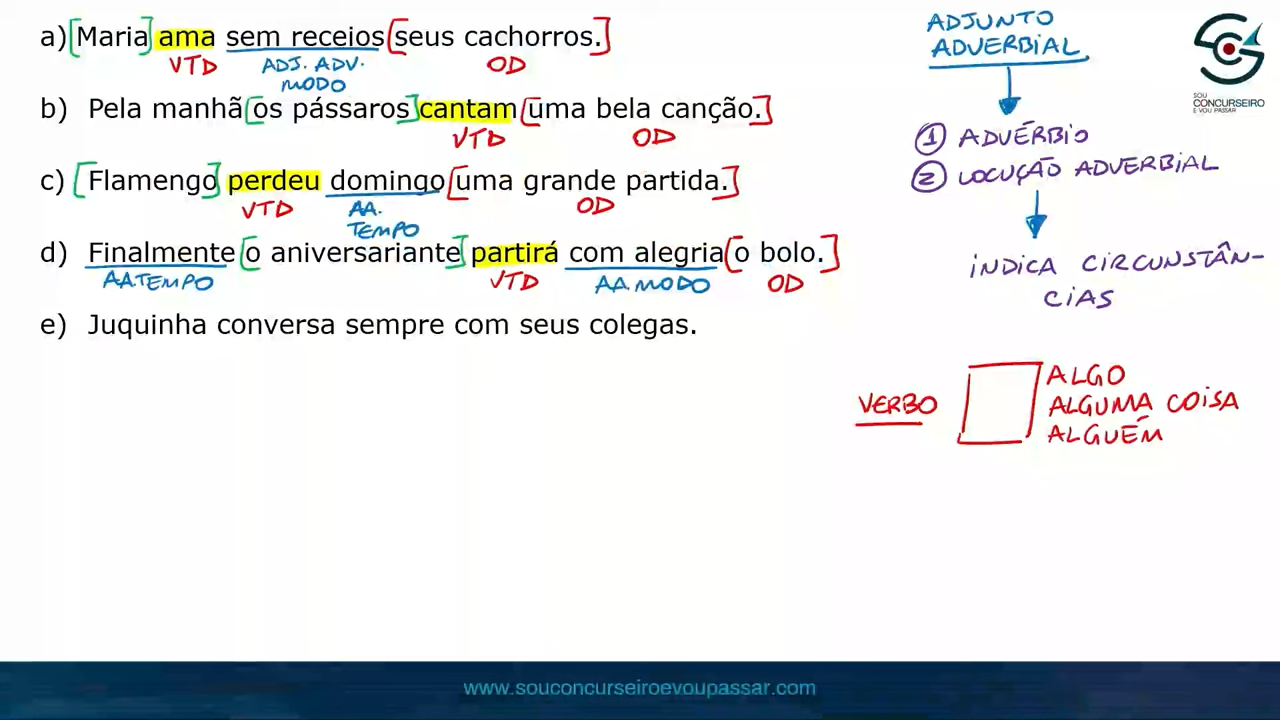 a) [Maria] ama sem receios [seus cachorros.]
VTD ADJ. ADV. OD
MODO
b) Pela manhã [os pássaros] cantam [uma bela canção.]
VTD OD
c) [Flamengo] perdeu domingo [uma grande partida.]
VTD AA. OD
TEMPO
d) Finalmente [o aniversariante] partirá com alegria [o bolo.]
AA.TEMPO VTD AA.MODO OD
e) Juquinha conversa sempre com seus colegas.
ADJUNTO
ADVERBIAL
1 ADVÉRBIO
2 LOCUÇÃO ADVERBIAL
INDICA CIRCUNSTÂN-
CIAS
VERBO
ALGO
ALGUMA COISA
ALGUÉM
SOU
CONCURSEIRO
E VOU PASSAR
www.souconcurseiroevoupassar.com